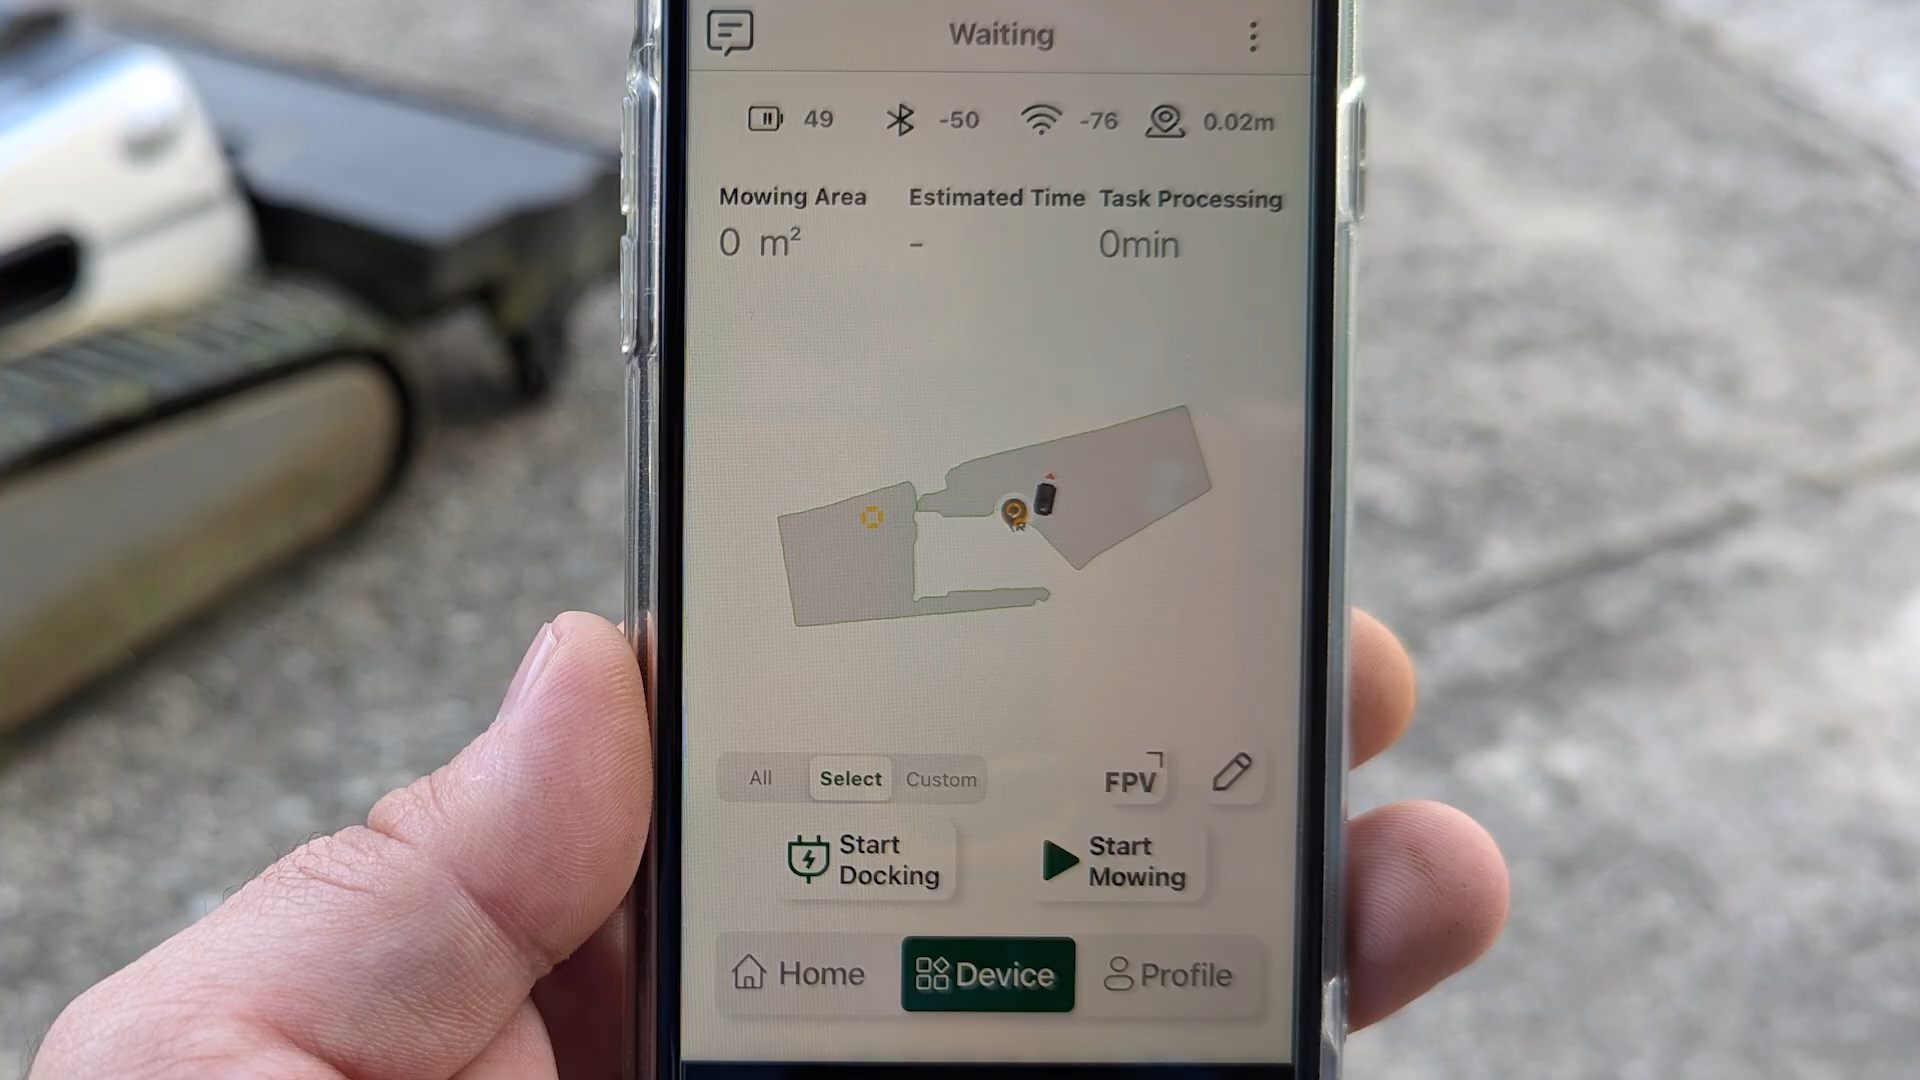 Waiting
49 -50 -76 0.02m
Mowing Area Estimated Time Task Processing
0 m² - 0min
R
All Select Custom FPV
Start Docking
Start Mowing
Home Device Profile